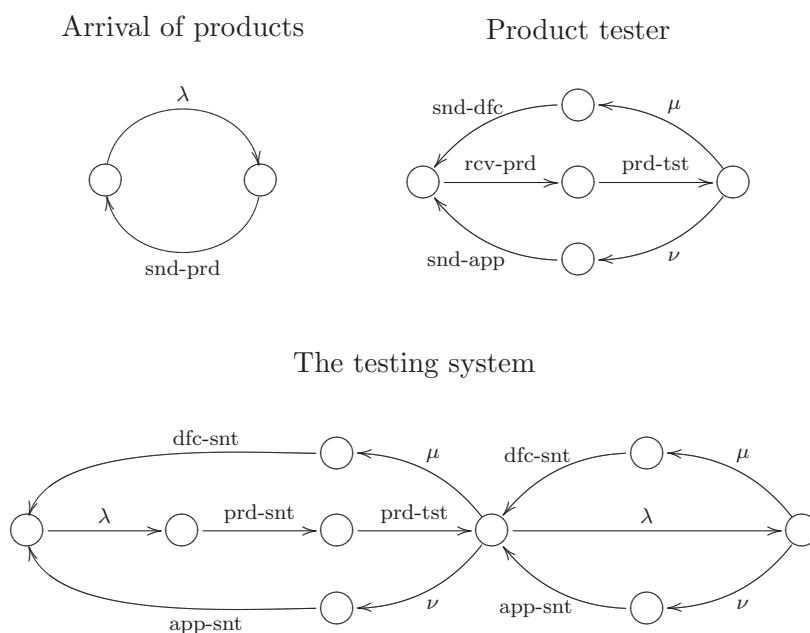 Arrival of products
Product tester
λ
snd-prd
snd-dfc
μ
rcv-prd
prd-tst
snd-app
ν
The testing system
dfc-snt
μ
dfc-snt
μ
λ
prd-snt
prd-tst
λ
app-snt
ν
app-snt
ν